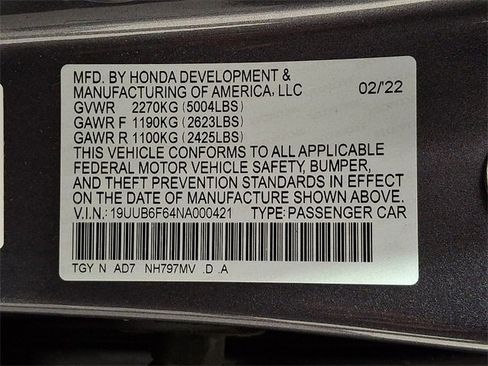 MFD. BY HONDA DEVELOPMENT &
MANUFACTURING OF AMERICA, LLC 02/'22
GVWR 2270KG (5004LBS)
GAWR F 1190KG (2623LBS)
GAWR R 1100KG (2425LBS)
THIS VEHICLE CONFORMS TO ALL APPLICABLE
FEDERAL MOTOR VEHICLE SAFETY, BUMPER,
AND THEFT PREVENTION STANDARDS IN EFFECT
ON THE DATE OF MANUFACTURE SHOWN ABOVE.
V.I.N.:19UUB6F64NA000421 TYPE:PASSENGER CAR
TGY N AD7 NH797MV .D .A